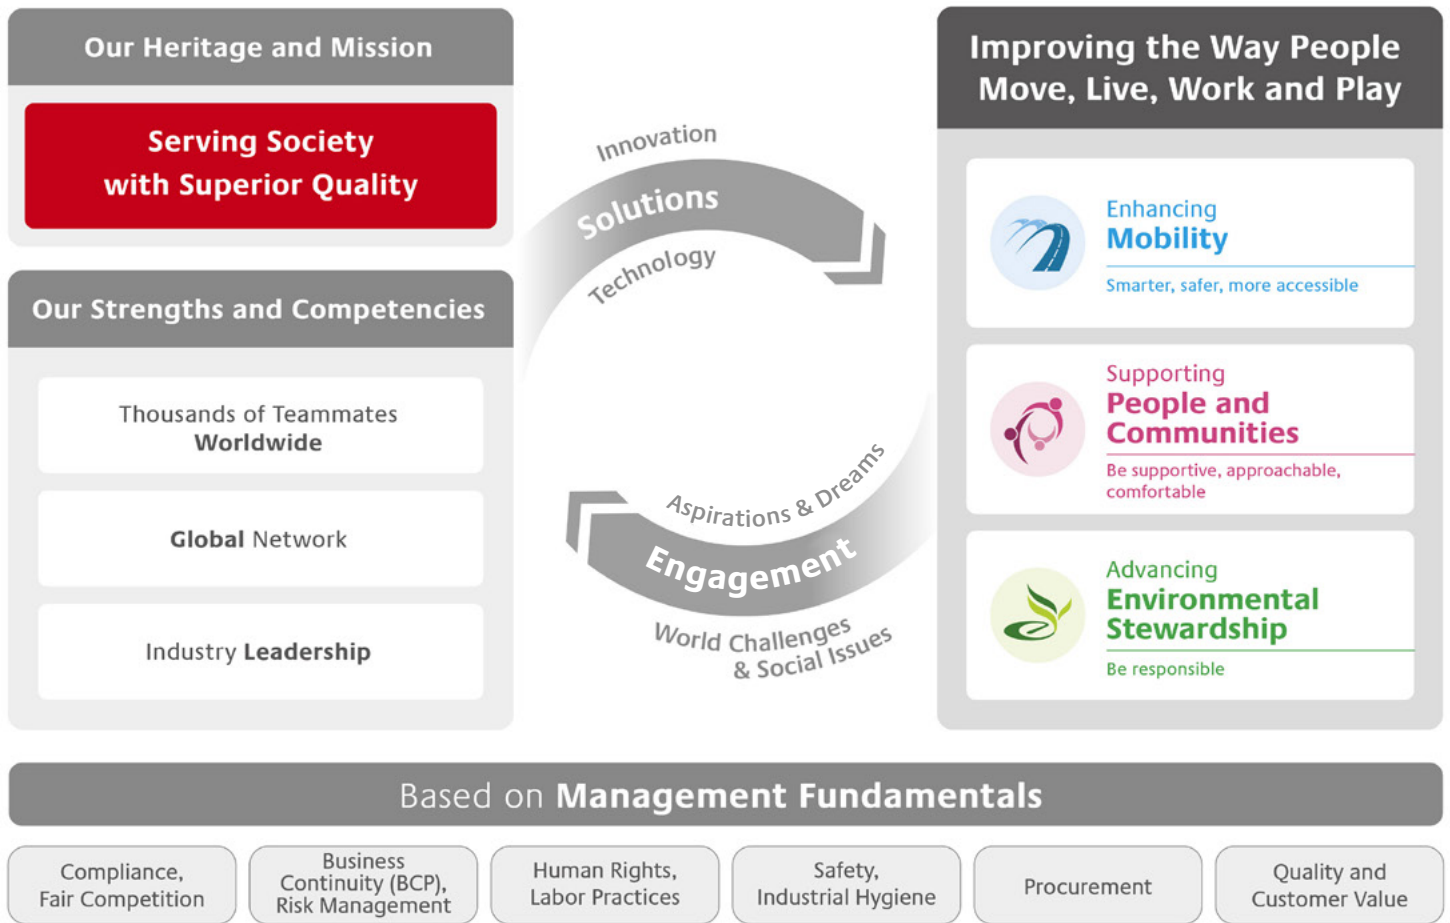 Our Heritage and Mission
Serving Society
with Superior Quality
Our Strengths and Competencies
Thousands of Teammates
Worldwide
Global Network
Industry Leadership
Innovation
Solutions
Technology
Aspirations & Dreams
Engagement
World Challenges
& Social Issues
Improving the Way People
Move, Live, Work and Play
Enhancing
Mobility
Smarter, safer, more accessible
Supporting
People and
Communities
Be supportive, approachable,
comfortable
Advancing
Environmental
Stewardship
Be responsible
Based on Management Fundamentals
Compliance,
Fair Competition
Business
Continuity (BCP),
Risk Management
Human Rights,
Labor Practices
Safety,
Industrial Hygiene
Procurement
Quality and
Customer Value